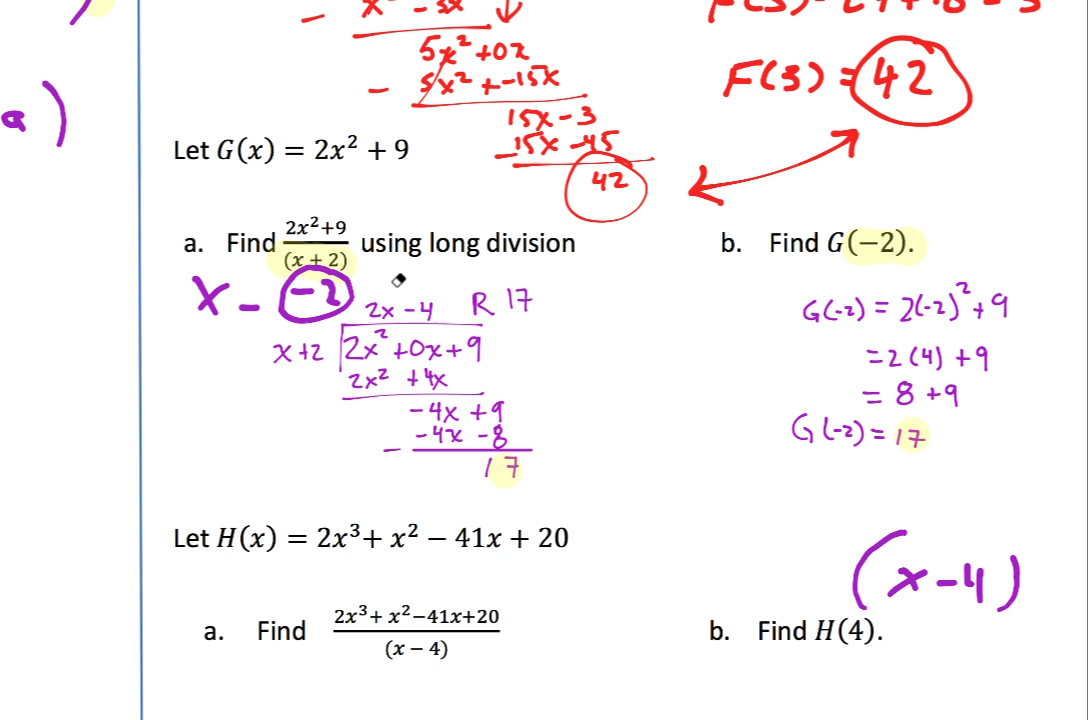 5x² + 0x
F(3) = 42
- 5x² + -15x
15x - 3
- 15x - 45
42
a)
Let G(x) = 2x² + 9
a. Find (2x²+9)/(x + 2) using long division
b. Find G(−2).
x - -2
2x - 4 R 17
x + 2 2x² + 0x + 9
2x² + 4x
-4x + 9
- -4x - 8
17
G(-2) = 2(-2)² + 9
= 2(4) + 9
= 8 + 9
G(-2) = 17
Let H(x) = 2x³ + x² − 41x + 20
(x - 4)
a. Find (2x³ + x² − 41x + 20)/(x − 4)
b. Find H(4).